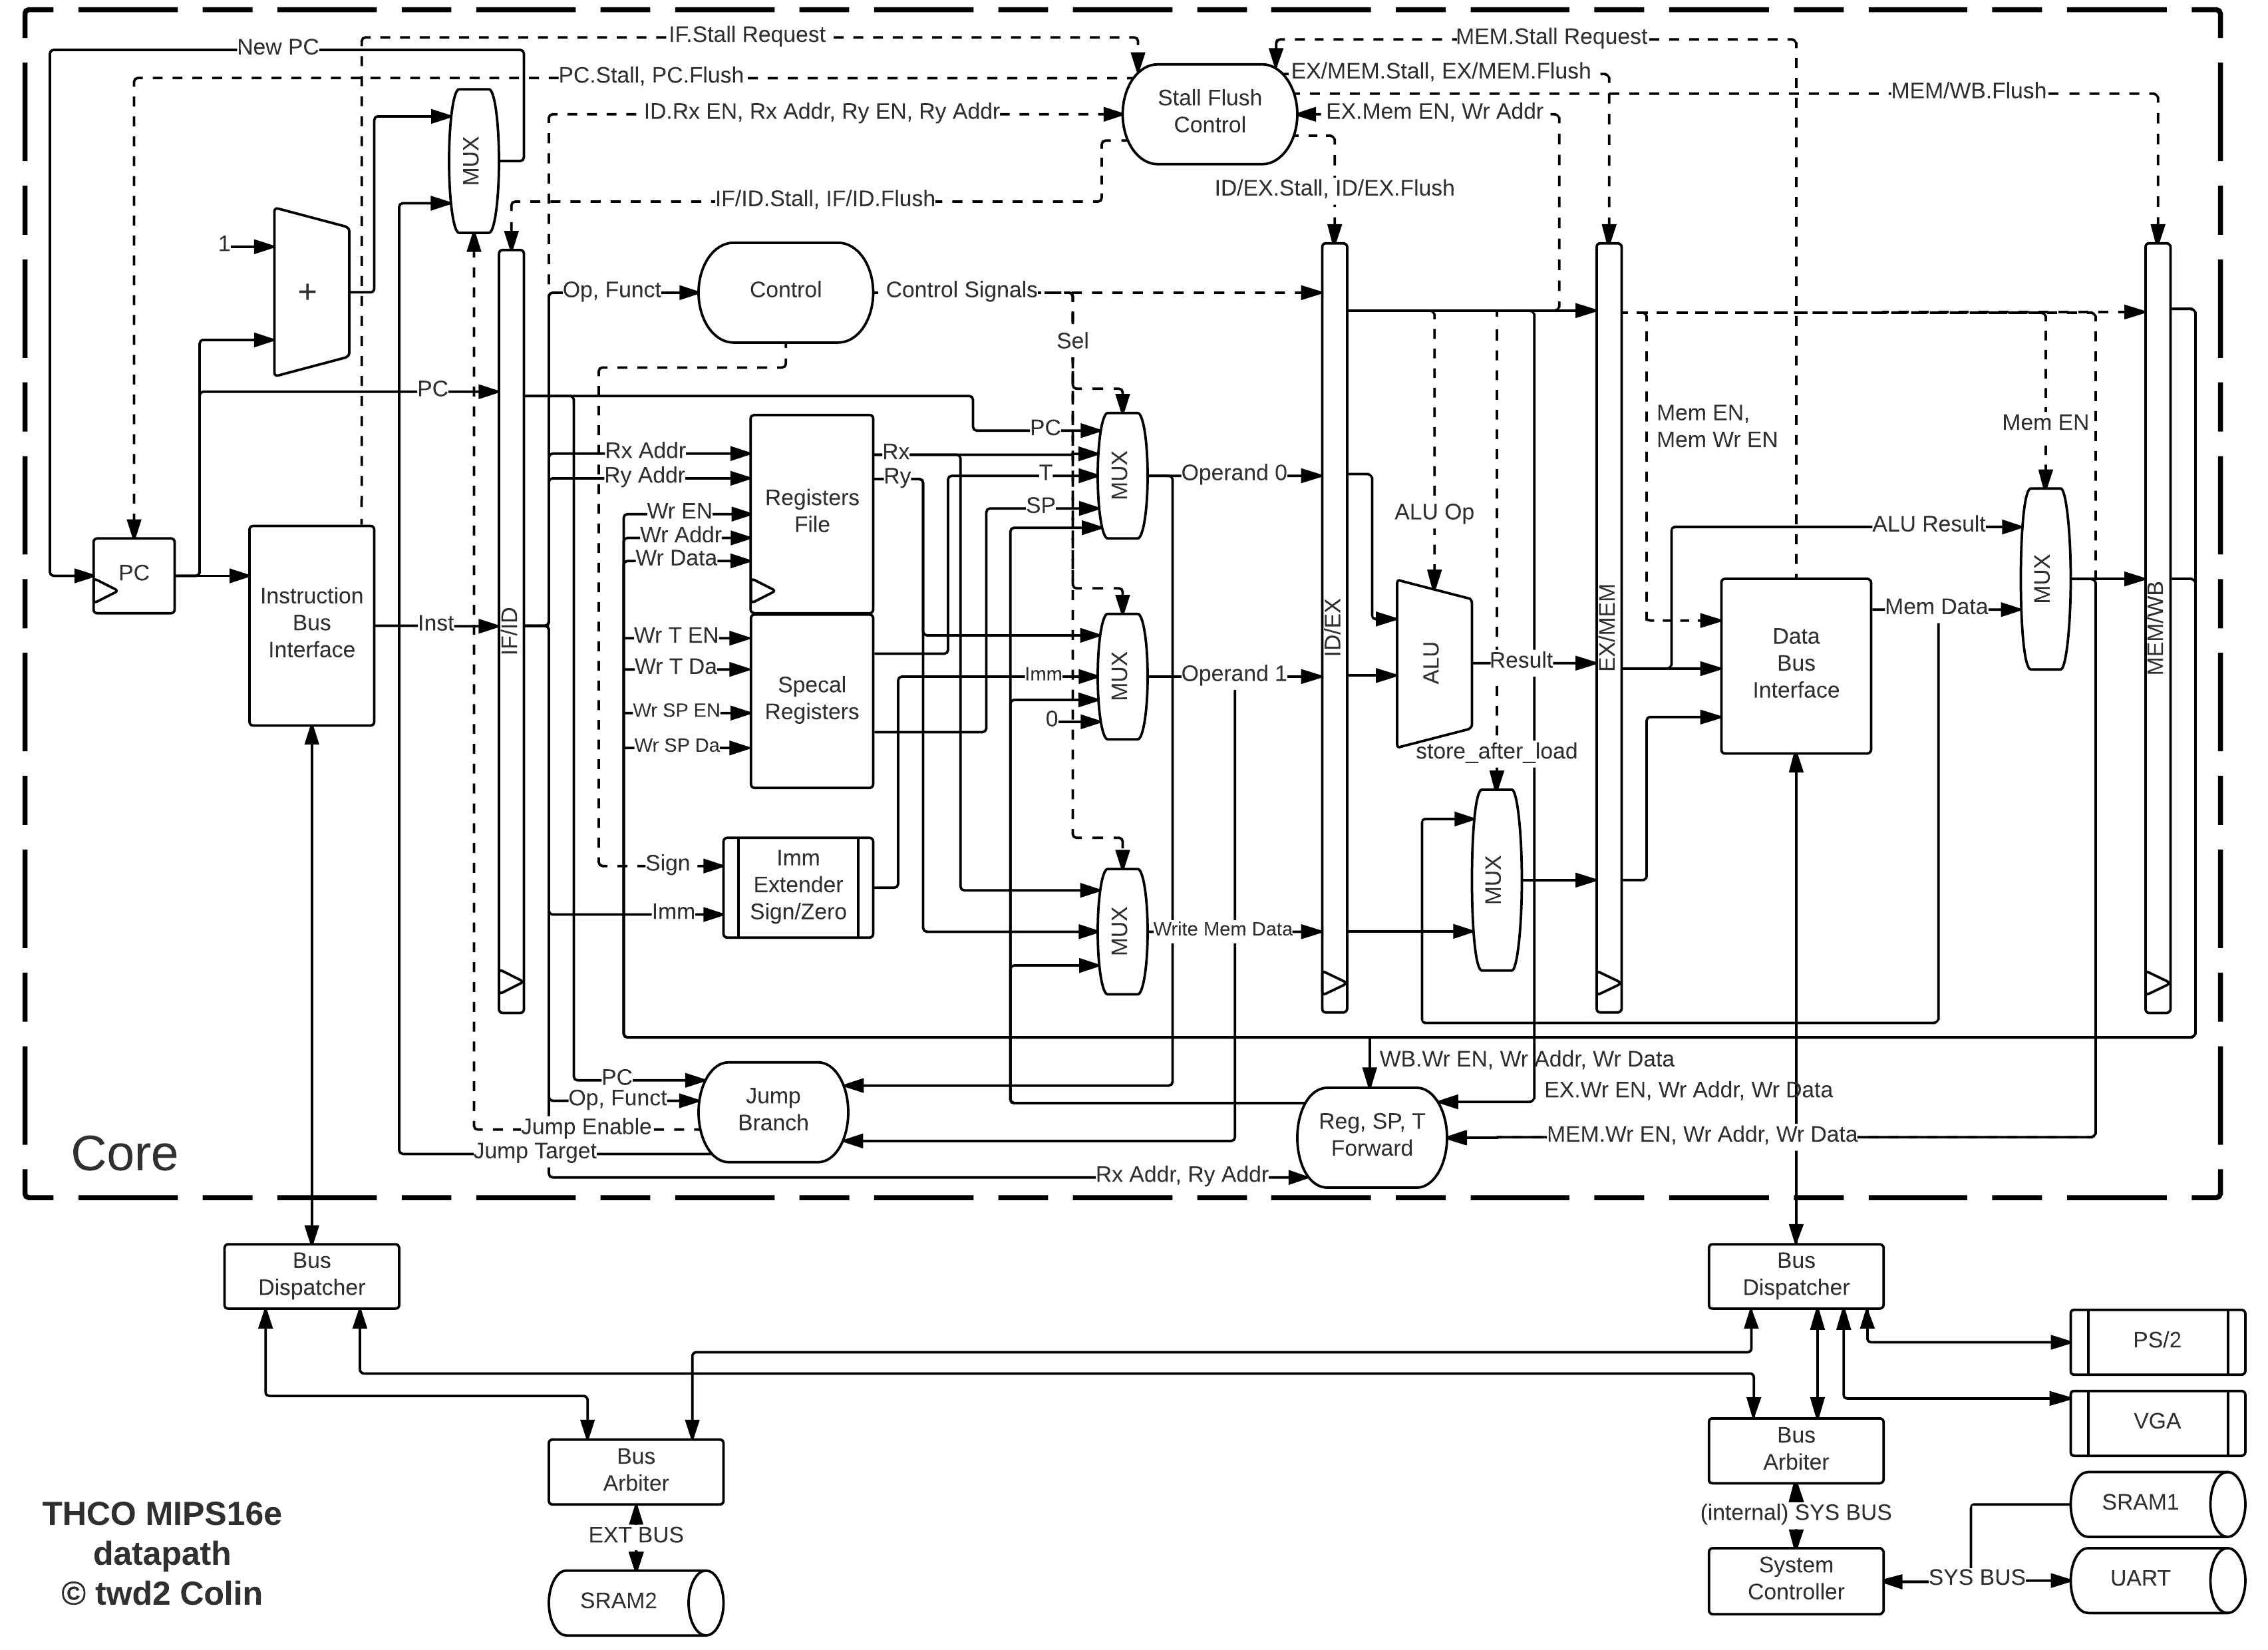 IF.Stall Request
MEM.Stall Request
New PC
PC.Stall, PC.Flush
EX/MEM.Stall, EX/MEM.Flush
MEM/WB.Flush
Stall Flush
Control
ID.Rx EN, Rx Addr, Ry EN, Ry Addr
EX.Mem EN, Wr Addr
MUX
IF/ID.Stall, IF/ID.Flush
ID/EX.Stall, ID/EX.Flush
1
+
Op, Funct
Control
Control Signals
Sel
PC
Mem EN,
Mem Wr EN
Mem EN
PC
Rx Addr
Ry Addr
Rx
Ry
T
SP
MUX
Operand 0
Registers
File
Wr EN
Wr Addr
Wr Data
ALU Op
ALU Result
PC
Instruction
Bus
Interface
Inst
IF/ID
Wr T EN
Wr T Da
Wr SP EN
Wr SP Da
Specal
Registers
Imm
0
MUX
Operand 1
ID/EX
ALU
Result
EX/MEM
Data
Bus
Interface
Mem Data
MUX
MEM/WB
store_after_load
MUX
Sign
Imm
Imm
Extender
Sign/Zero
MUX
Write Mem Data
WB.Wr EN, Wr Addr, Wr Data
PC
Op, Funct
Jump Enable
Jump Target
Jump
Branch
EX.Wr EN, Wr Addr, Wr Data
Reg, SP, T
Forward
MEM.Wr EN, Wr Addr, Wr Data
Rx Addr, Ry Addr
Core
Bus
Dispatcher
Bus
Dispatcher
PS/2
VGA
Bus
Arbiter
Bus
Arbiter
(internal) SYS BUS
SRAM1
EXT BUS
System
Controller
SYS BUS
UART
SRAM2
THCO MIPS16e
datapath
© twd2 Colin